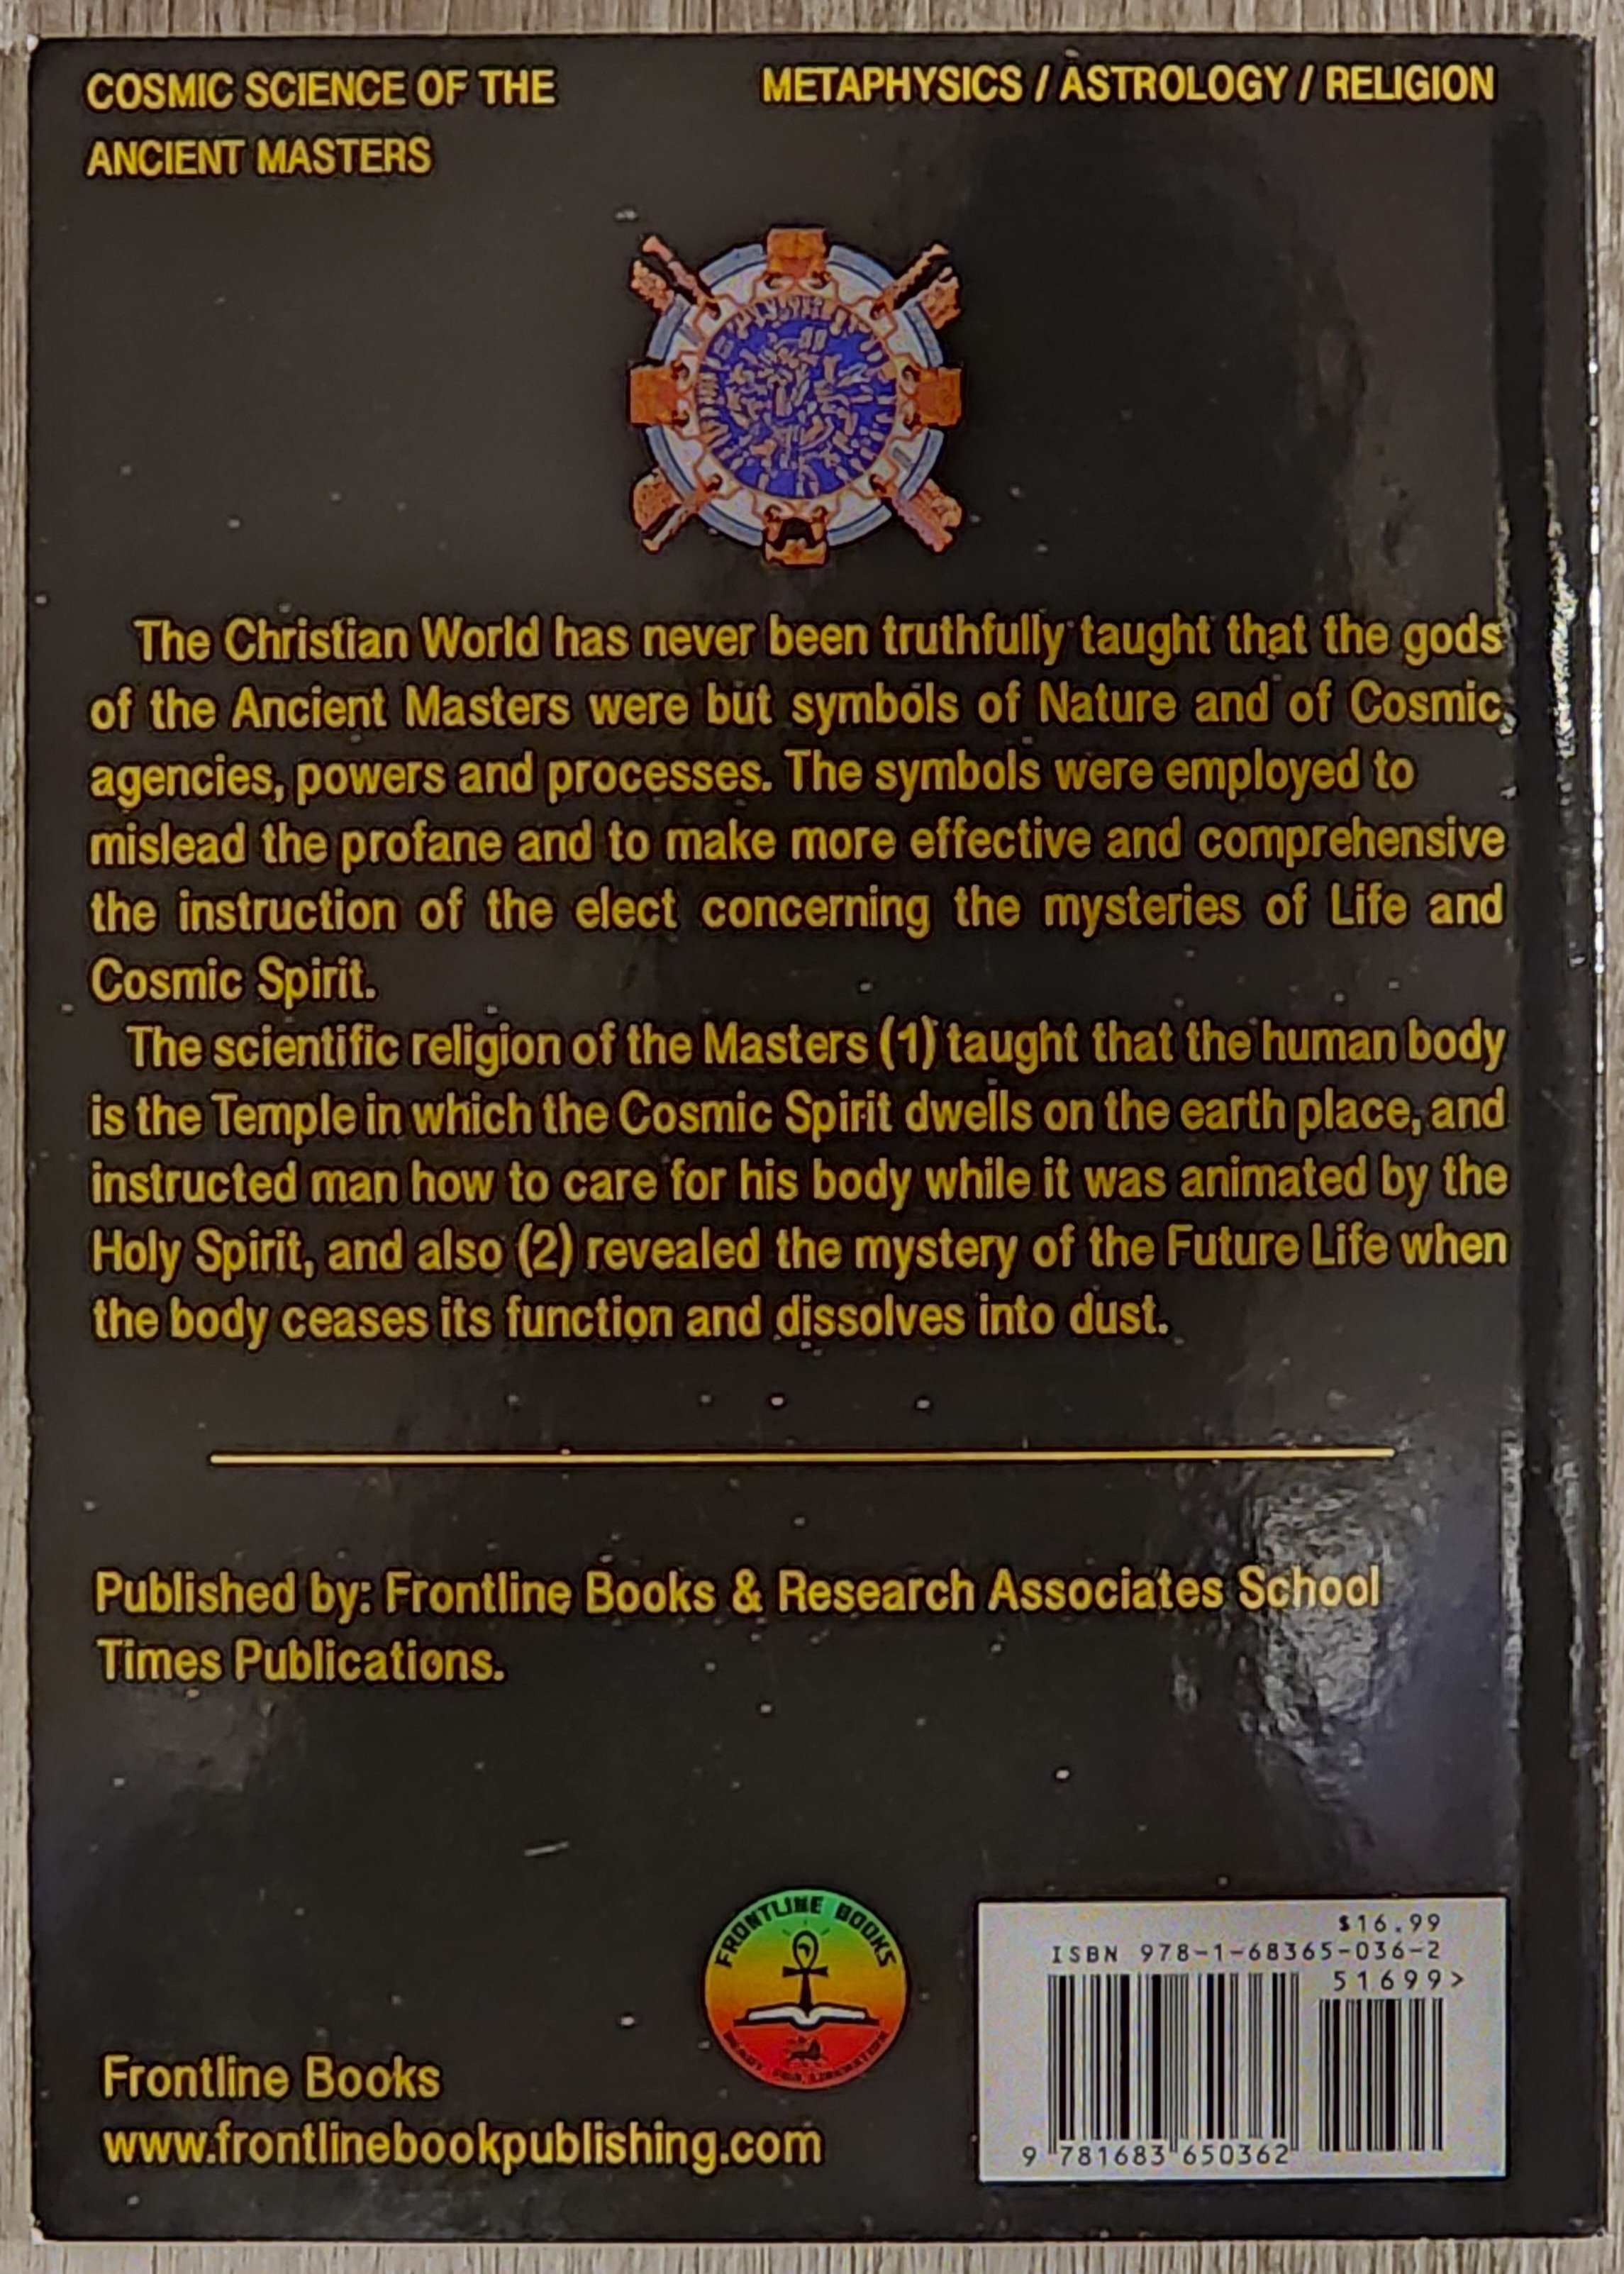 COSMIC SCIENCE OF THE
ANCIENT MASTERS
METAPHYSICS / ASTROLOGY / RELIGION
The Christian World has never been truthfully taught that the gods
of the Ancient Masters were but symbols of Nature and of Cosmic
agencies, powers and processes. The symbols were employed to
mislead the profane and to make more effective and comprehensive
the instruction of the elect concerning the mysteries of Life and
Cosmic Spirit.
The scientific religion of the Masters (1) taught that the human body
is the Temple in which the Cosmic Spirit dwells on the earth place, and
instructed man how to care for his body while it was animated by the
Holy Spirit, and also (2) revealed the mystery of the Future Life when
the body ceases its function and dissolves into dust.
Published by: Frontline Books & Research Associates School
Times Publications.
FRONTLINE BOOKS
FOR LIBERATION
Frontline Books
www.frontlinebookpublishing.com
$16.99
ISBN 978-1-68365-036-2
51699>
9 781683 650362